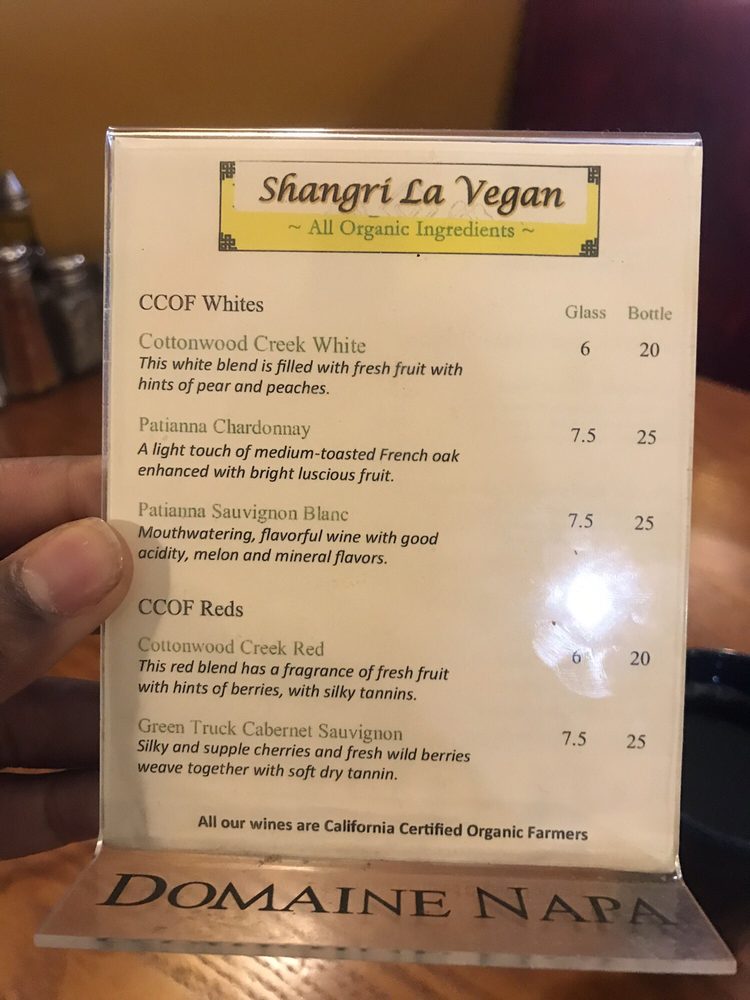 Shangri La Vegan
~ All Organic Ingredients ~
CCOF Whites
Glass Bottle
Cottonwood Creek White 6 20
This white blend is filled with fresh fruit with
hints of pear and peaches.
Patianna Chardonnay 7.5 25
A light touch of medium-toasted French oak
enhanced with bright luscious fruit.
Patianna Sauvignon Blanc 7.5 25
Mouthwatering, flavorful wine with good
acidity, melon and mineral flavors.
CCOF Reds
Cottonwood Creek Red 6 20
This red blend has a fragrance of fresh fruit
with hints of berries, with silky tannins.
Green Truck Cabernet Sauvignon 7.5 25
Silky and supple cherries and fresh wild berries
weave together with soft dry tannin.
All our wines are California Certified Organic Farmers
DOMAINE NAPA